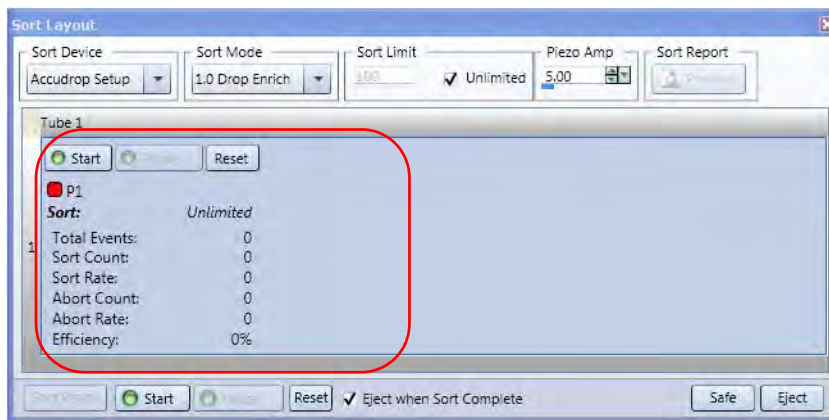 Sort Layout
Sort Device Sort Mode Sort Limit Piezo Amp Sort Report
Accudrop Setup 1.0 Drop Enrich 100 Unlimited 5.00
Tube 1
Start Reset
P1
Sort: Unlimited
Total Events: 0
Sort Count: 0
1
Sort Rate: 0
Abort Count: 0
Abort Rate: 0
Efficiency: 0%
Start Reset Eject when Sort Complete Safe Eject